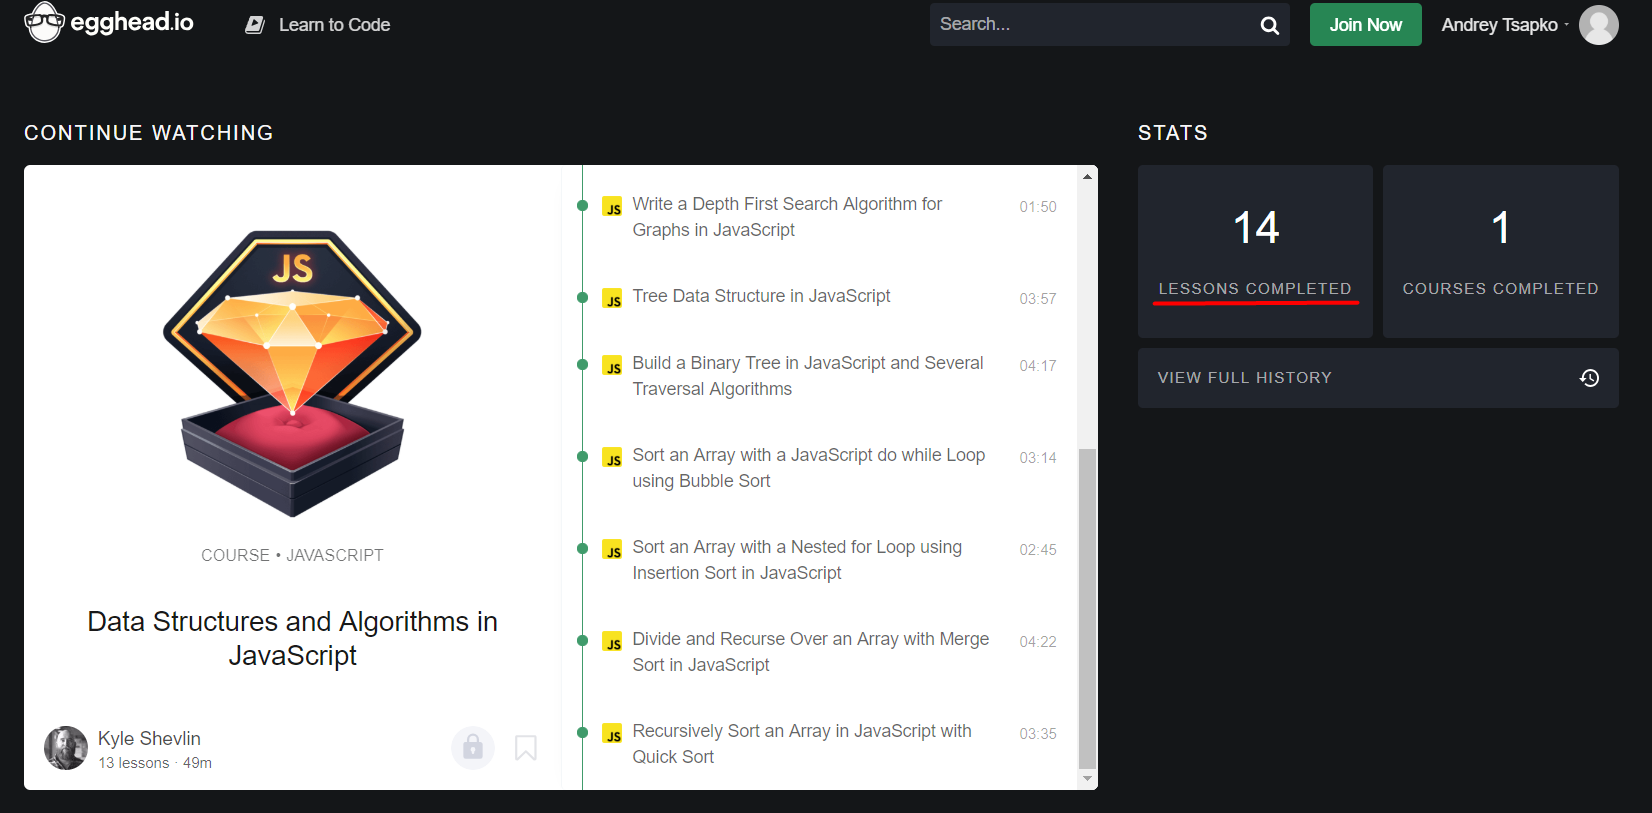 egghead.io
Learn to Code
Search...
Join Now
Andrey Tsapko
CONTINUE WATCHING
JS
COURSE • JAVASCRIPT
Data Structures and Algorithms in
JavaScript
Kyle Shevlin
13 lessons · 49m
JS
Write a Depth First Search Algorithm for
Graphs in JavaScript
01:50
JS
Tree Data Structure in JavaScript
03:57
JS
Build a Binary Tree in JavaScript and Several
Traversal Algorithms
04:17
JS
Sort an Array with a JavaScript do while Loop
using Bubble Sort
03:14
JS
Sort an Array with a Nested for Loop using
Insertion Sort in JavaScript
02:45
JS
Divide and Recurse Over an Array with Merge
Sort in JavaScript
04:22
JS
Recursively Sort an Array in JavaScript with
Quick Sort
03:35
STATS
14
LESSONS COMPLETED
1
COURSES COMPLETED
VIEW FULL HISTORY